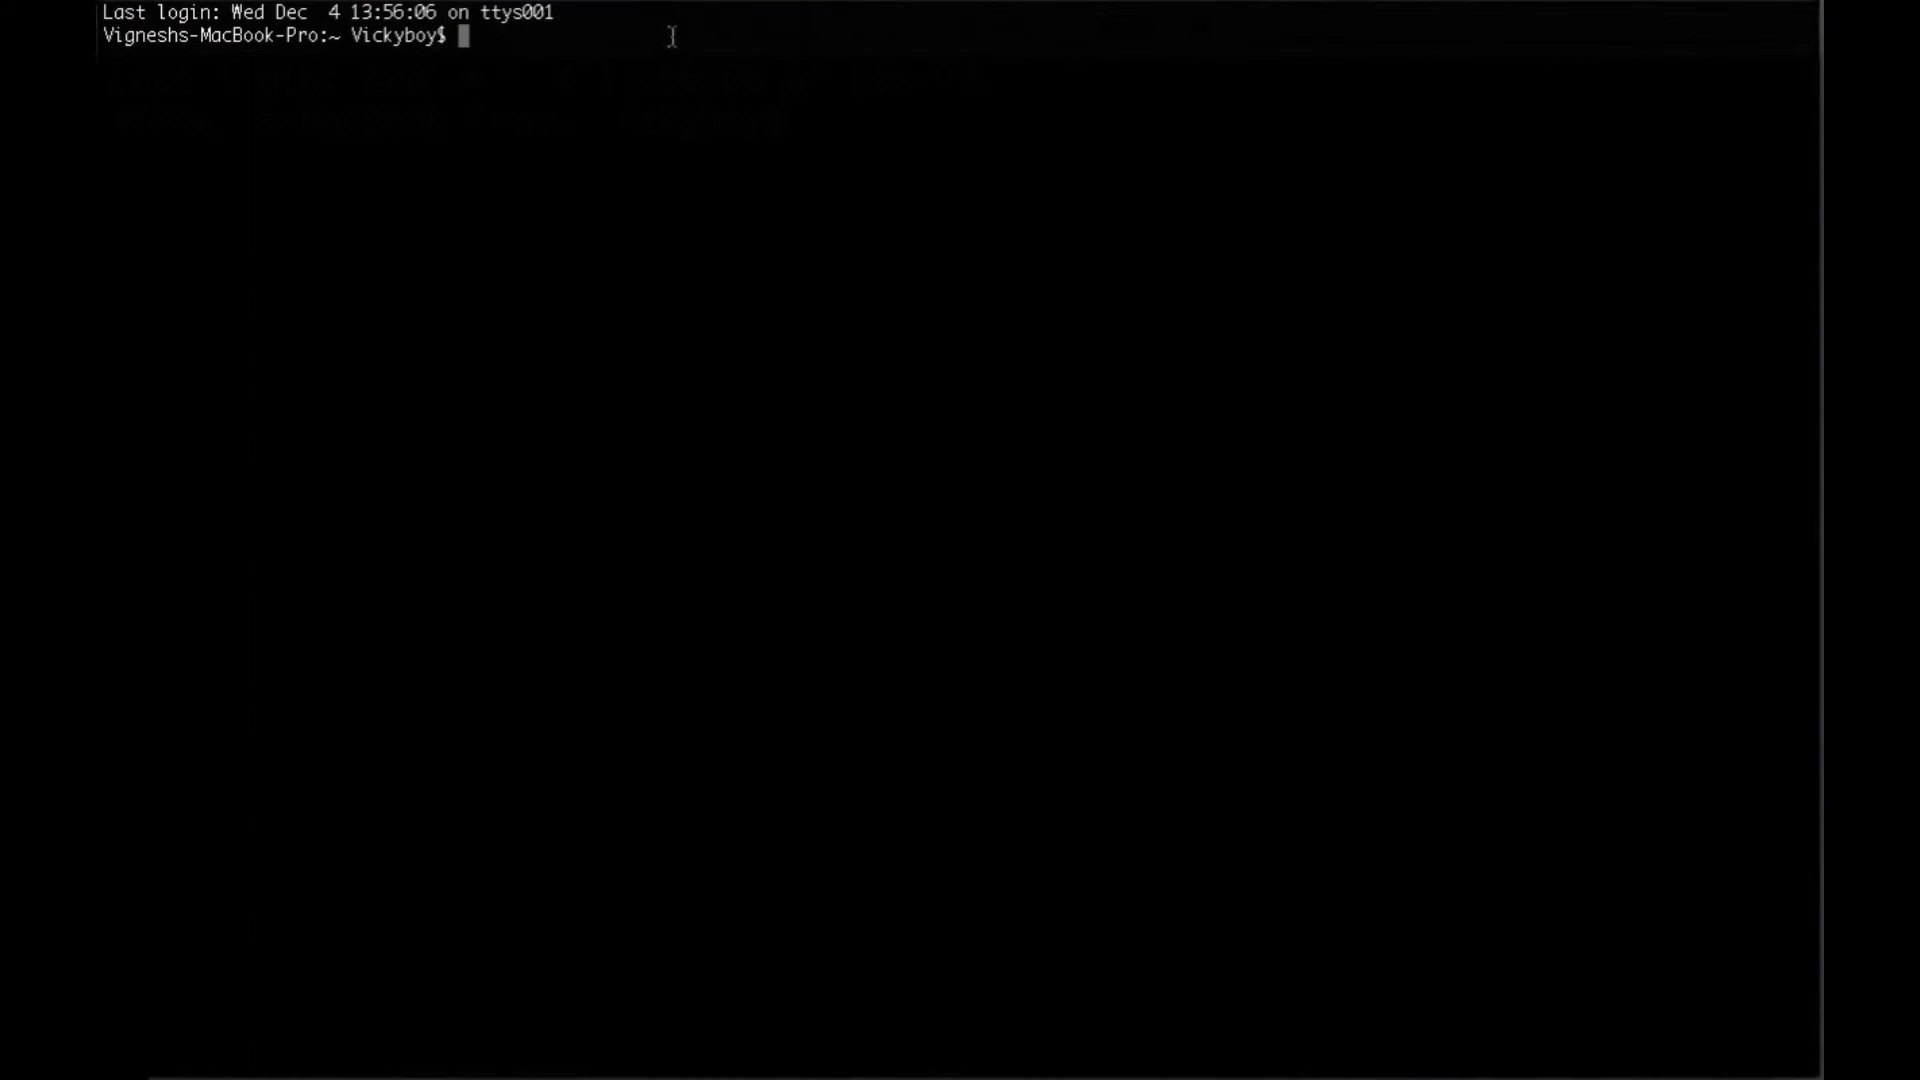 Last login: Wed Dec  4 13:56:06 on ttys001
Vigneshs-MacBook-Pro:~ Vickyboy$